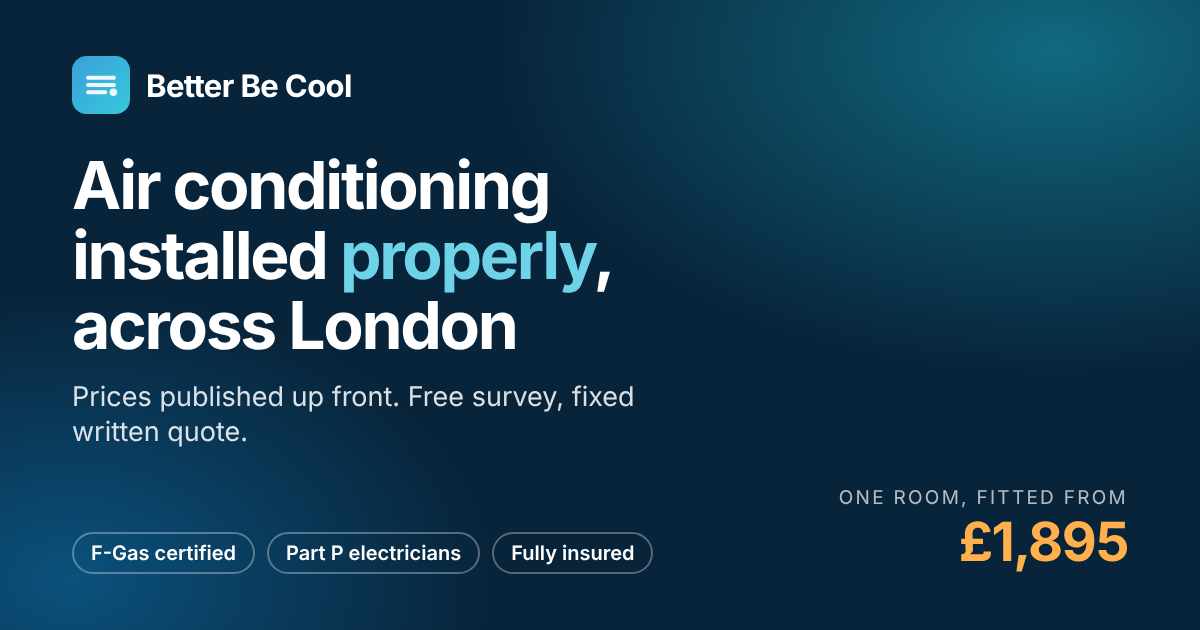 Better Be Cool
Air conditioning
installed properly,
across London
Prices published up front. Free survey, fixed
written quote.
ONE ROOM, FITTED FROM
£1,895
F-Gas certified
Part P electricians
Fully insured